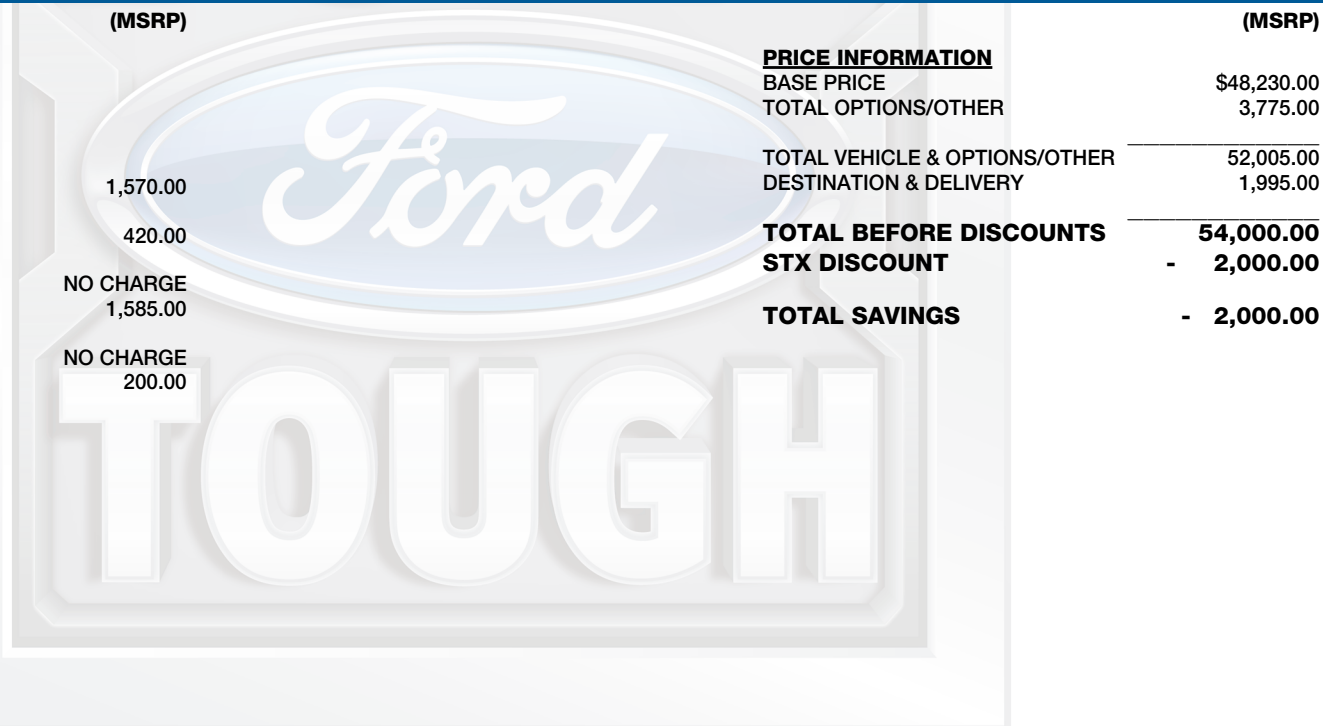 (MSRP)
1,570.00
420.00
NO CHARGE
1,585.00
NO CHARGE
200.00
Ford
TOUGH
(MSRP)
PRICE INFORMATION
BASE PRICE $48,230.00
TOTAL OPTIONS/OTHER 3,775.00
TOTAL VEHICLE & OPTIONS/OTHER 52,005.00
DESTINATION & DELIVERY 1,995.00
TOTAL BEFORE DISCOUNTS 54,000.00
STX DISCOUNT - 2,000.00
TOTAL SAVINGS - 2,000.00